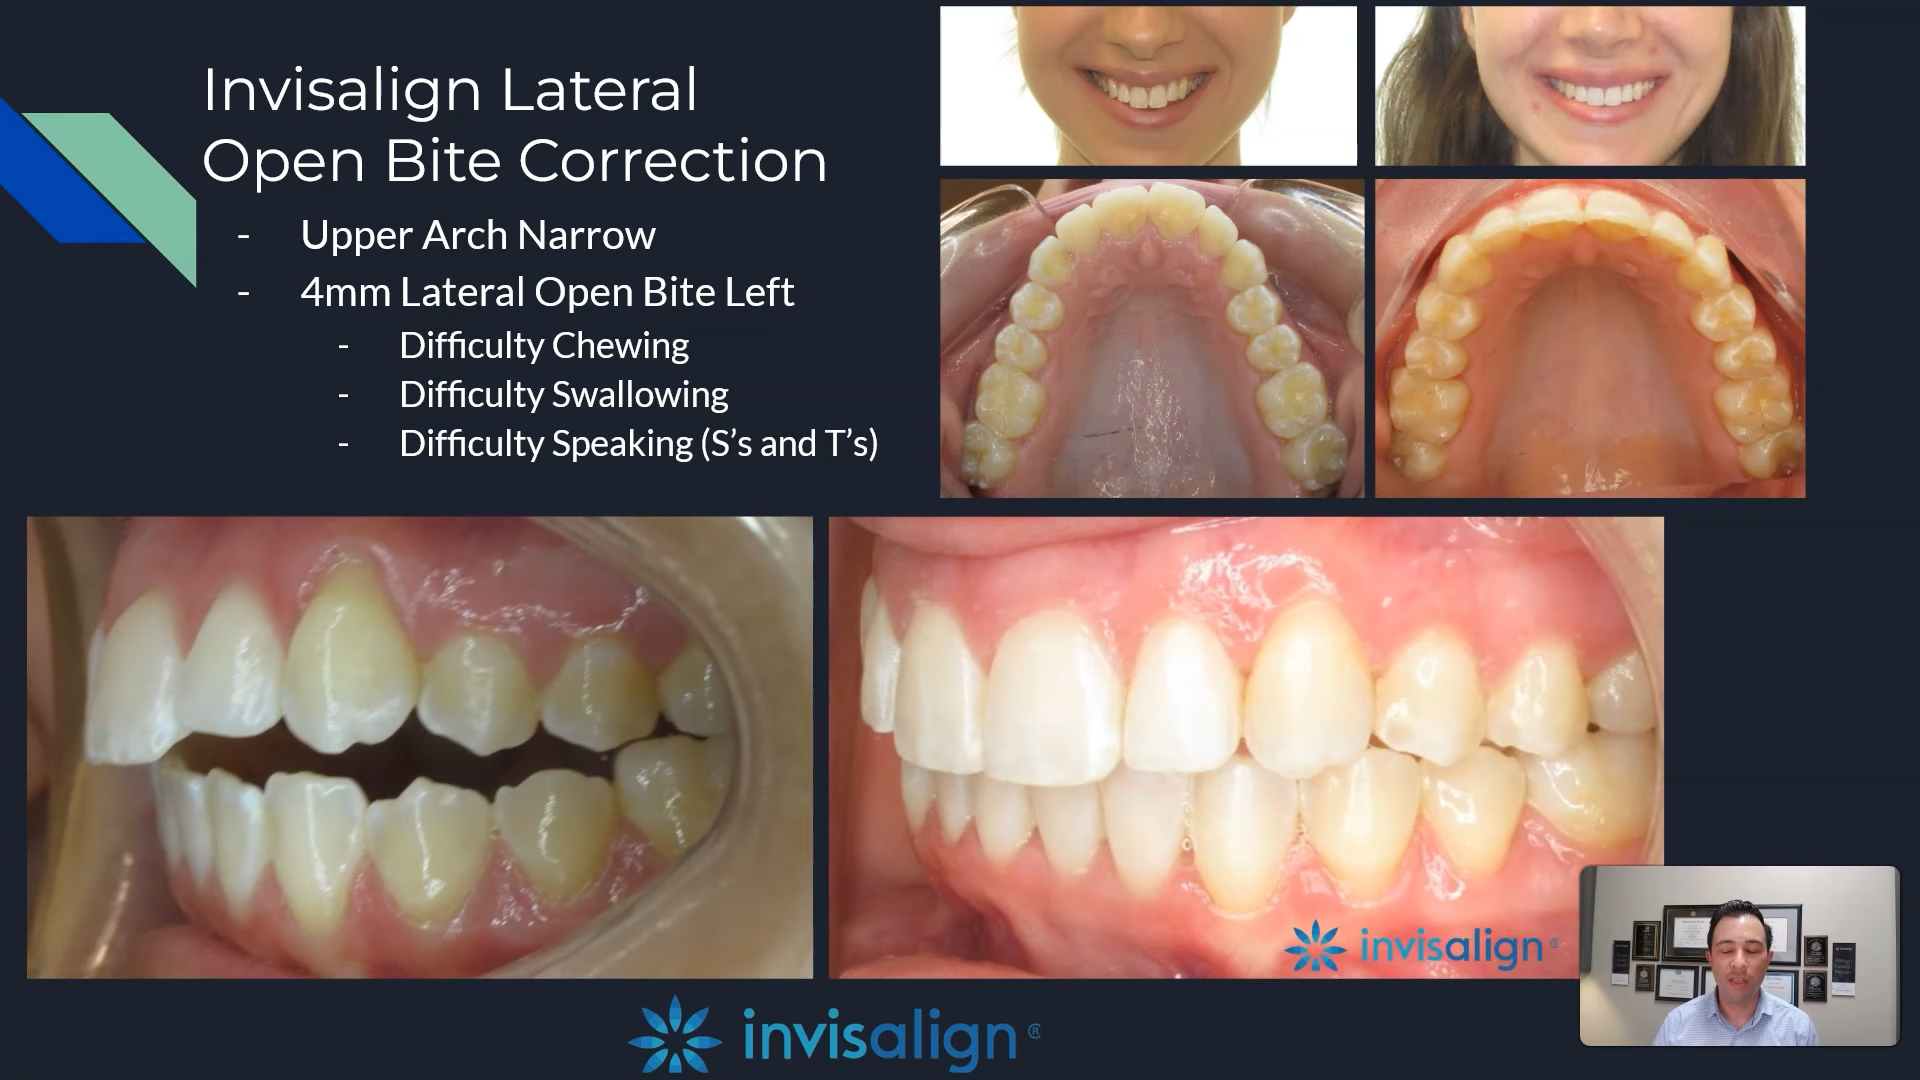 Invisalign Lateral
Open Bite Correction
- Upper Arch Narrow
- 4mm Lateral Open Bite Left
- Difficulty Chewing
- Difficulty Swallowing
- Difficulty Speaking (S’s and T’s)
invisalign
invisalign®